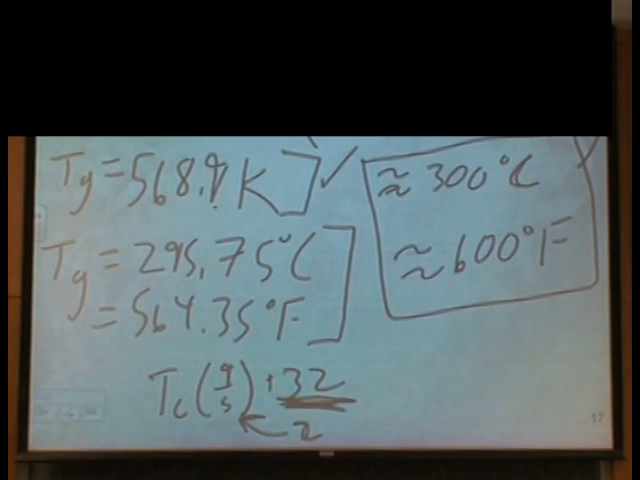 Tg = 568.9 K ] ✓
≈ 300°C
Tg = 295.75°C
≈ 600°F
= 564.35°F
Tc (9/5) + 32
2
17